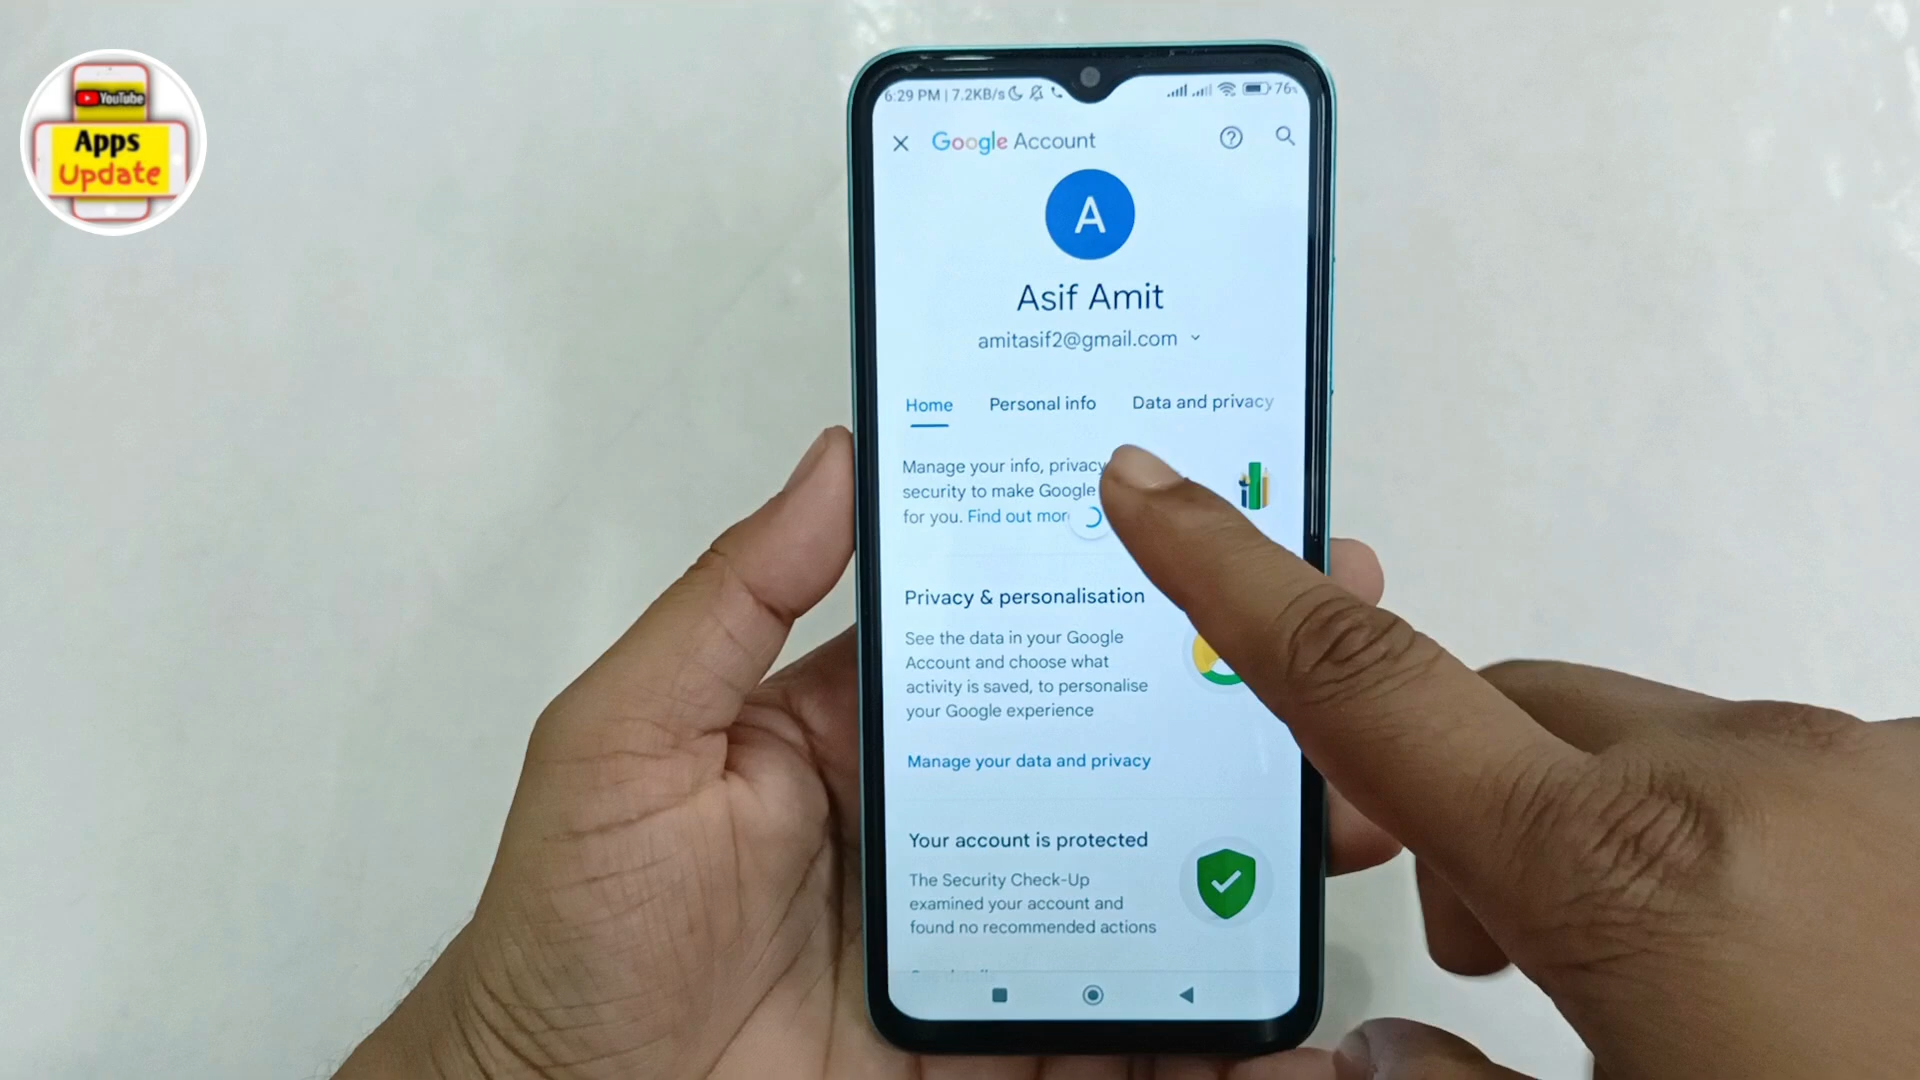 YouTube
Apps
Update
6:29 PM | 7.2KB/s
76
Google Account
A
Asif Amit
amitasif2@gmail.com
Home Personal info Data and privacy
Manage your info, privacy
security to make Google
for you. Find out more
Privacy & personalisation
See the data in your Google
Account and choose what
activity is saved, to personalise
your Google experience
Manage your data and privacy
Your account is protected
The Security Check-Up
examined your account and
found no recommended actions